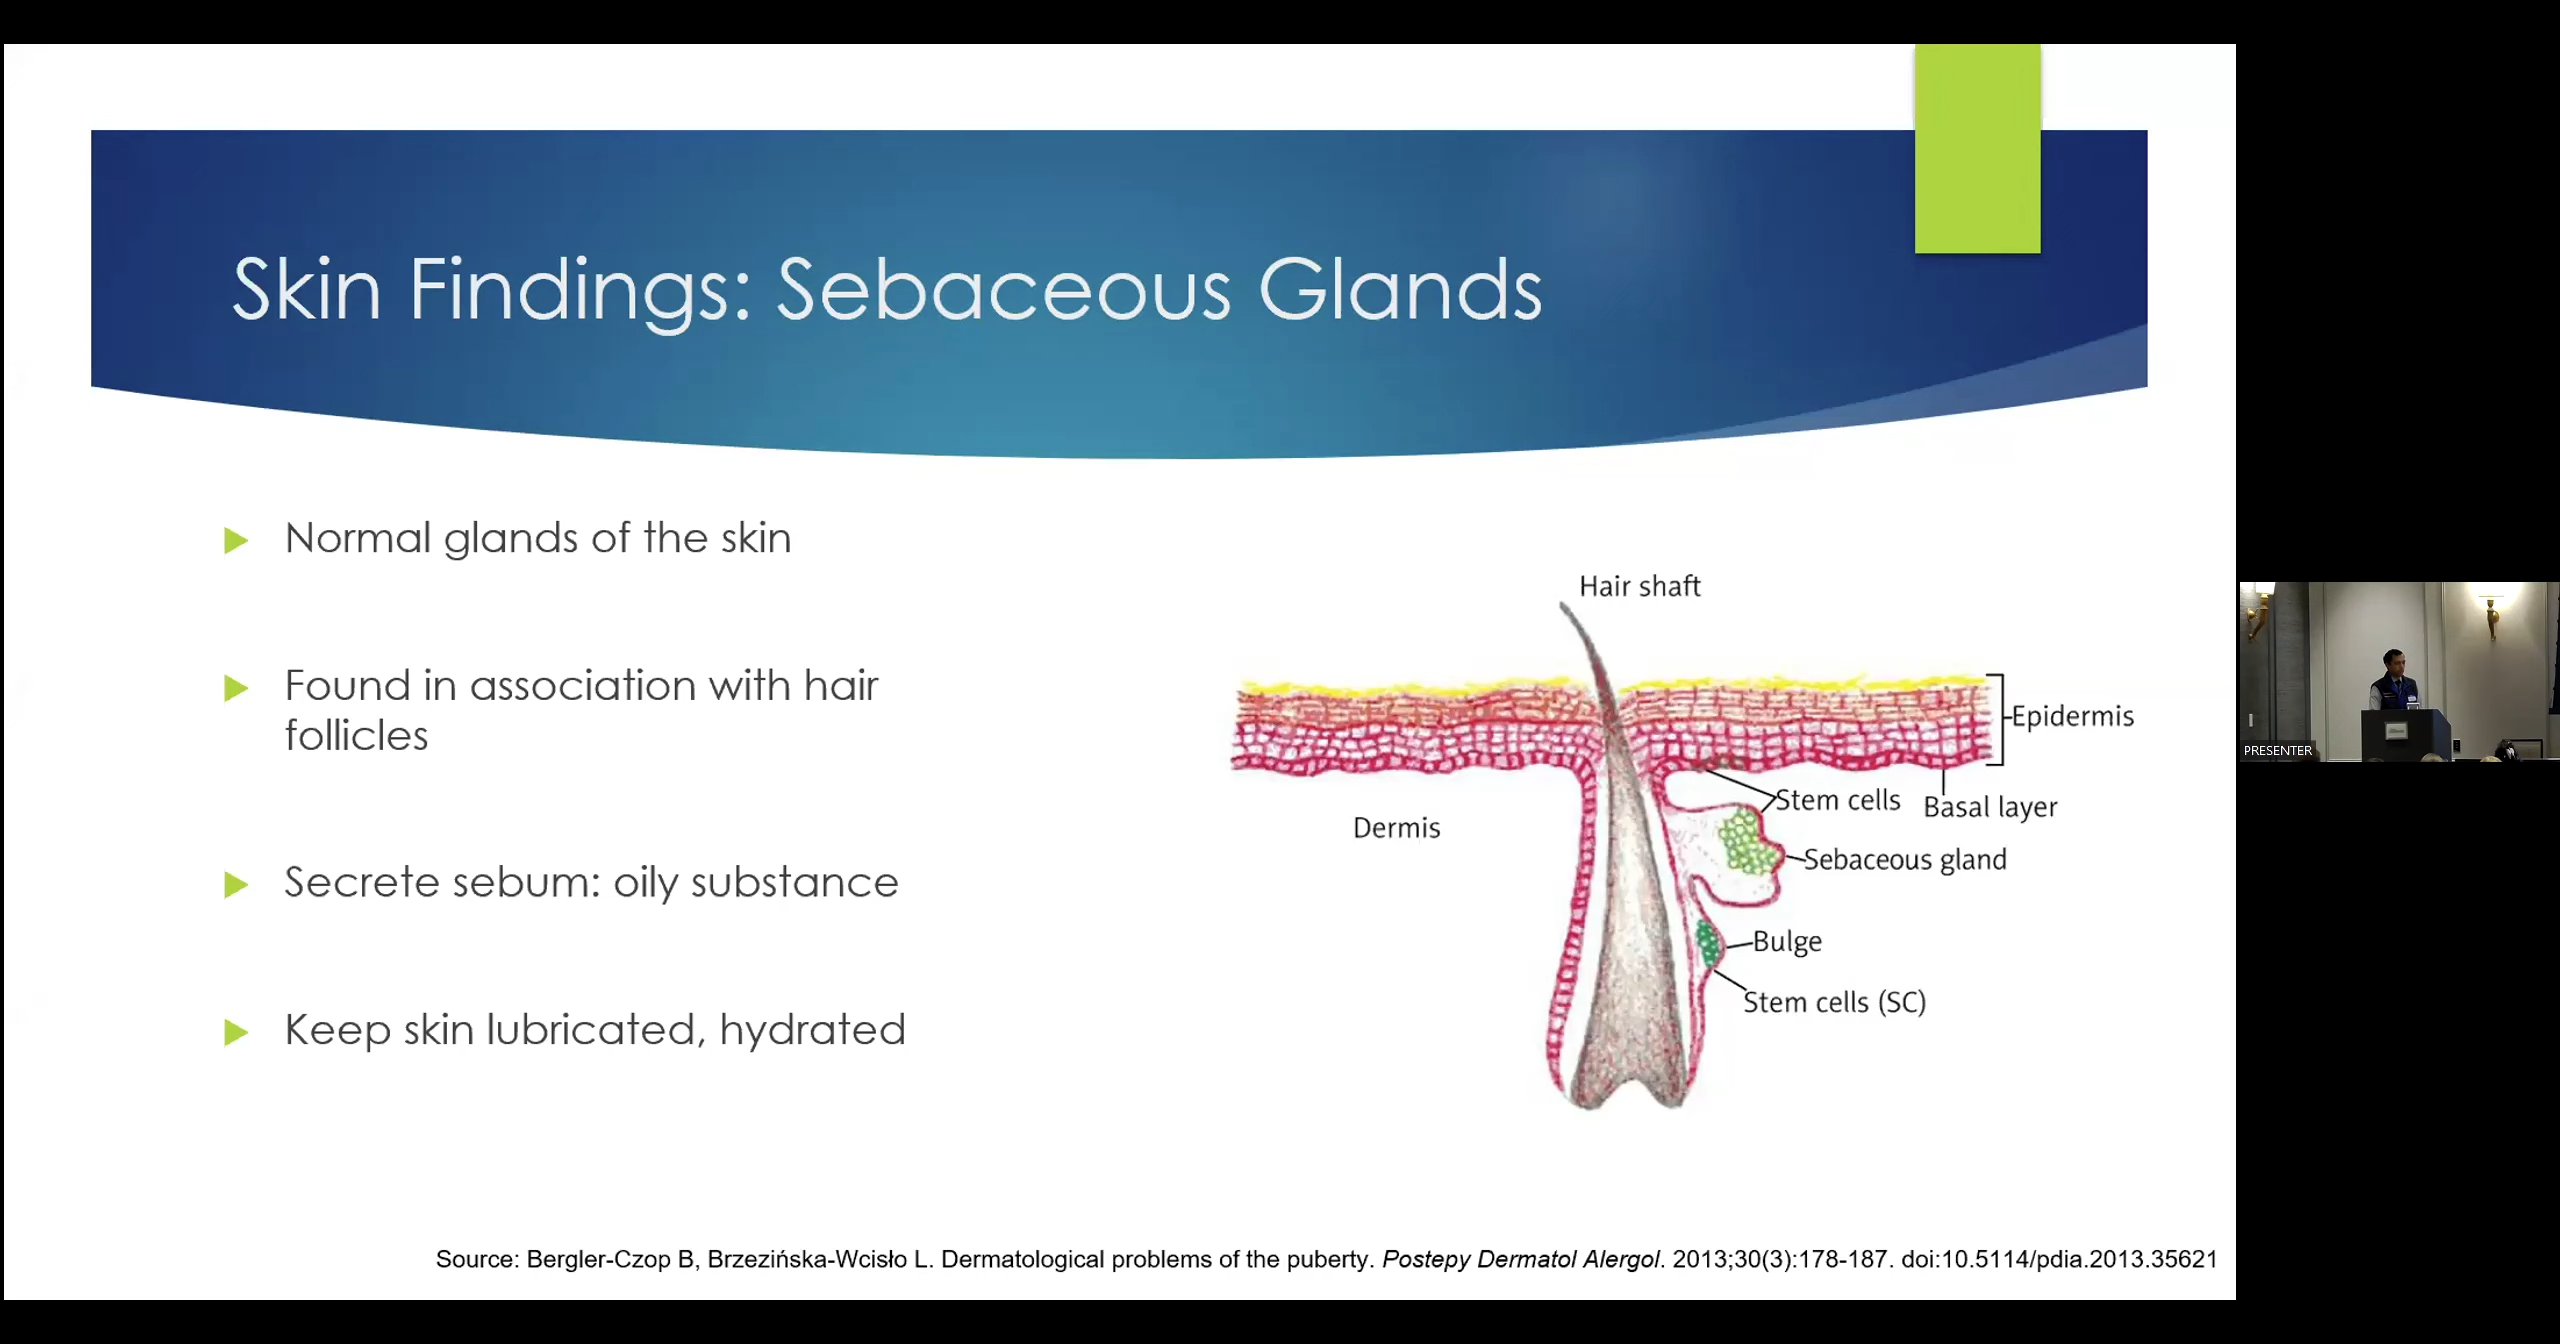 Skin Findings: Sebaceous Glands
Normal glands of the skin
Found in association with hair
follicles
Secrete sebum: oily substance
Keep skin lubricated, hydrated
Hair shaft
Epidermis
Stem cells
Basal layer
Dermis
Sebaceous gland
Bulge
Stem cells (SC)
Source: Bergler-Czop B, Brzezińska-Wcisło L. Dermatological problems of the puberty. Postepy Dermatol Alergol. 2013;30(3):178-187. doi:10.5114/pdia.2013.35621
PRESENTER